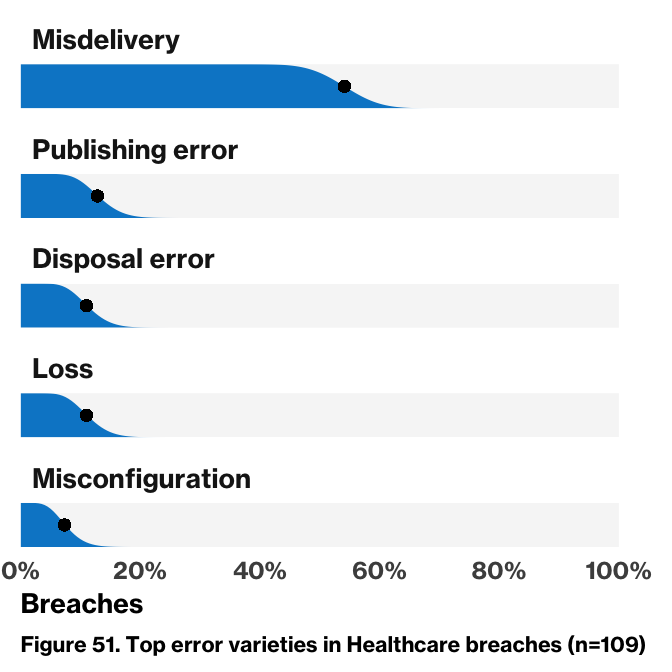 Misdelivery
Publishing error
Disposal error
Loss
Misconfiguration
0% 20% 40% 60% 80% 100%
Breaches
Figure 51. Top error varieties in Healthcare breaches (n=109)